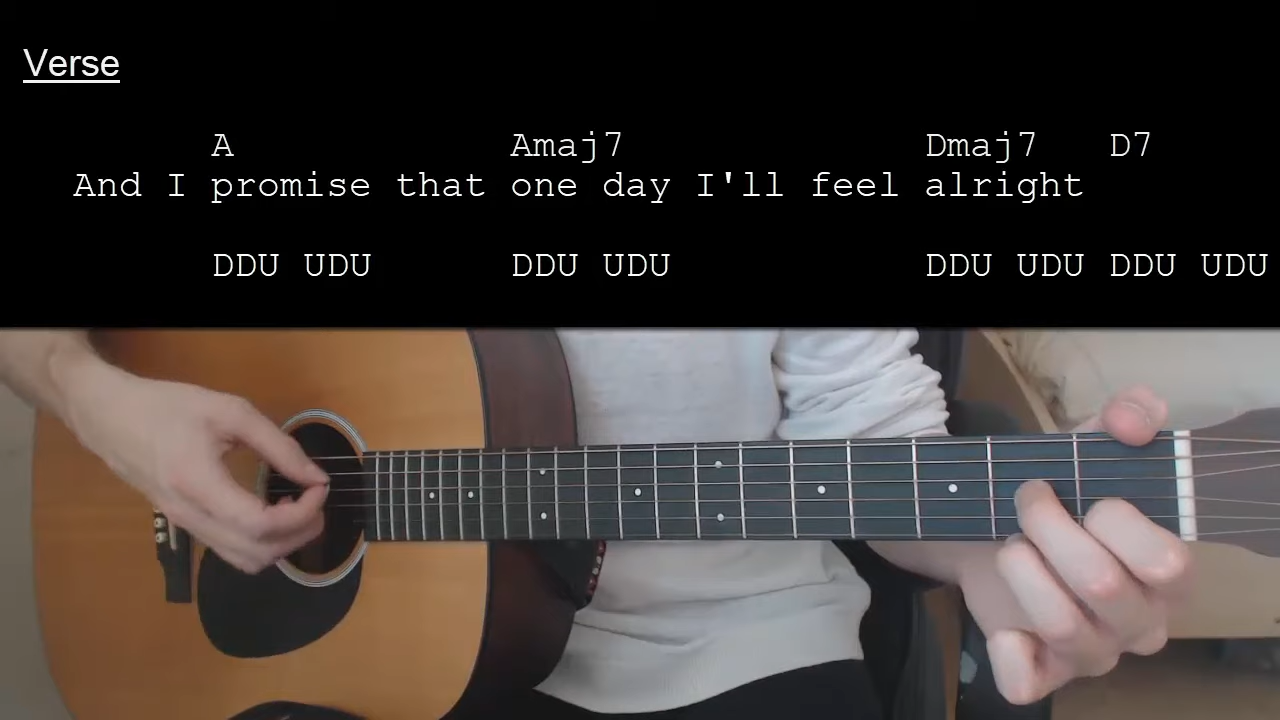 Verse
A Amaj7 Dmaj7 D7
And I promise that one day I'll feel alright
DDU UDU DDU UDU DDU UDU DDU UDU